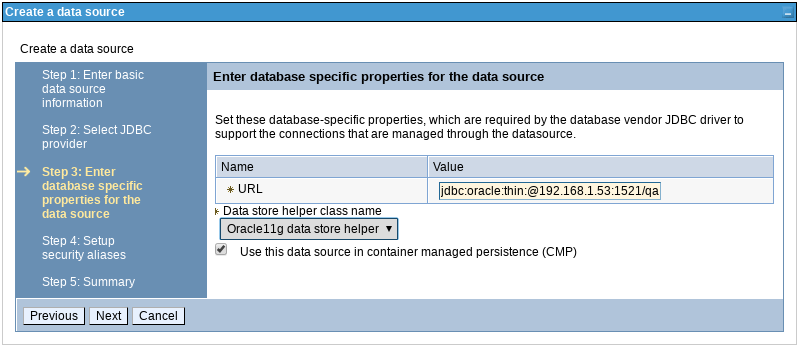 Create a data source
Create a data source
Step 1: Enter basic
data source
information
Step 2: Select JDBC
provider
Step 3: Enter
database specific
properties for the
data source
Step 4: Setup
security aliases
Step 5: Summary
Enter database specific properties for the data source
Set these database-specific properties, which are required by the database vendor JDBC driver to
support the connections that are managed through the datasource.
Name Value
* URL jdbc:oracle:thin:@192.168.1.53:1521/qa
* Data store helper class name
Oracle11g data store helper
Use this data source in container managed persistence (CMP)
Previous Next Cancel